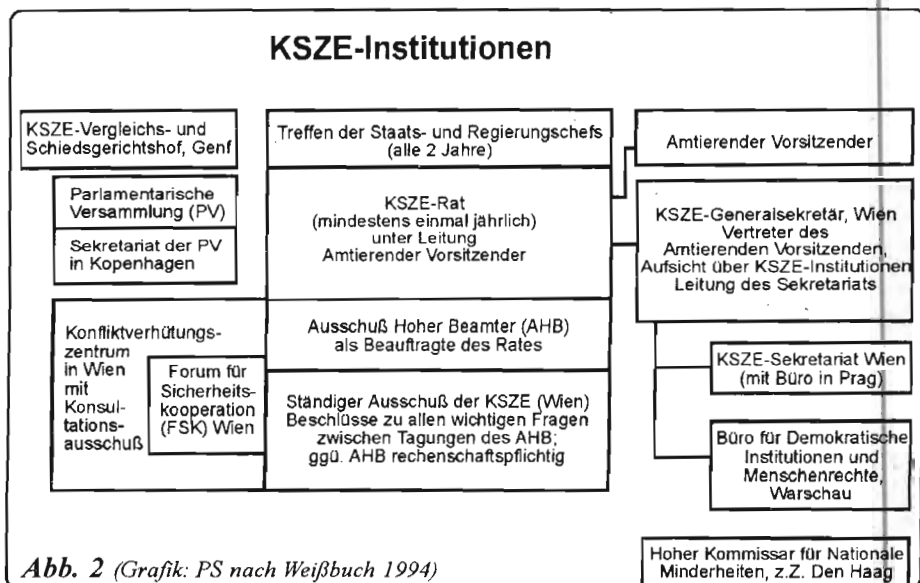 KSZE-Institutionen
KSZE-Vergleichs- und
Schiedsgerichtshof, Genf
Parlamentarische
Versammlung (PV)
Sekretariat der PV
in Kopenhagen
Konfliktverhütungs-
zentrum
in Wien
mit
Konsul-
tations-
ausschuß
Forum für
Sicherheits-
kooperation
(FSK) Wien
Treffen der Staats- und Regierungschefs
(alle 2 Jahre)
KSZE-Rat
(mindestens einmal jährlich)
unter Leitung
Amtierender Vorsitzender
Ausschuß Hoher Beamter (AHB)
als Beauftragte des Rates
Ständiger Ausschuß der KSZE (Wien)
Beschlüsse zu allen wichtigen Fragen
zwischen Tagungen des AHB;
ggü. AHB rechenschaftspflichtig
Amtierender Vorsitzender
KSZE-Generalsekretär, Wien
Vertreter des
Amtierenden Vorsitzenden,
Aufsicht über KSZE-Institutionen
Leitung des Sekretariats
KSZE-Sekretariat Wien
(mit Büro in Prag)
Büro für Demokratische
Institutionen und
Menschenrechte,
Warschau
Hoher Kommissar für Nationale
Minderheiten, z.Z. Den Haag
Abb. 2 (Grafik: PS nach Weißbuch 1994)